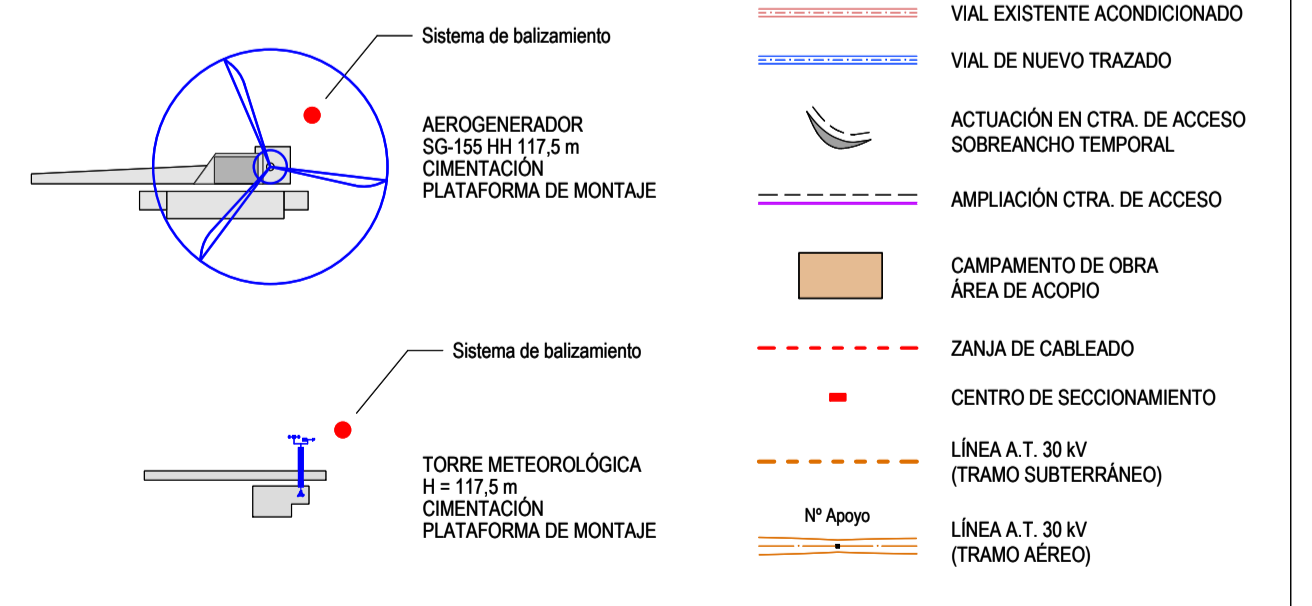 Sistema de balizamiento
AEROGENERADOR
SG-155 HH 117,5 m
CIMENTACIÓN
PLATAFORMA DE MONTAJE
Sistema de balizamiento
TORRE METEOROLÓGICA
H = 117,5 m
CIMENTACIÓN
PLATAFORMA DE MONTAJE
VIAL EXISTENTE ACONDICIONADO
VIAL DE NUEVO TRAZADO
ACTUACIÓN EN CTRA. DE ACCESO
SOBREANCHO TEMPORAL
AMPLIACIÓN CTRA. DE ACCESO
CAMPAMENTO DE OBRA
ÁREA DE ACOPIO
ZANJA DE CABLEADO
CENTRO DE SECCIONAMIENTO
LÍNEA A.T. 30 kV
(TRAMO SUBTERRÁNEO)
Nº Apoyo
LÍNEA A.T. 30 kV
(TRAMO AÉREO)